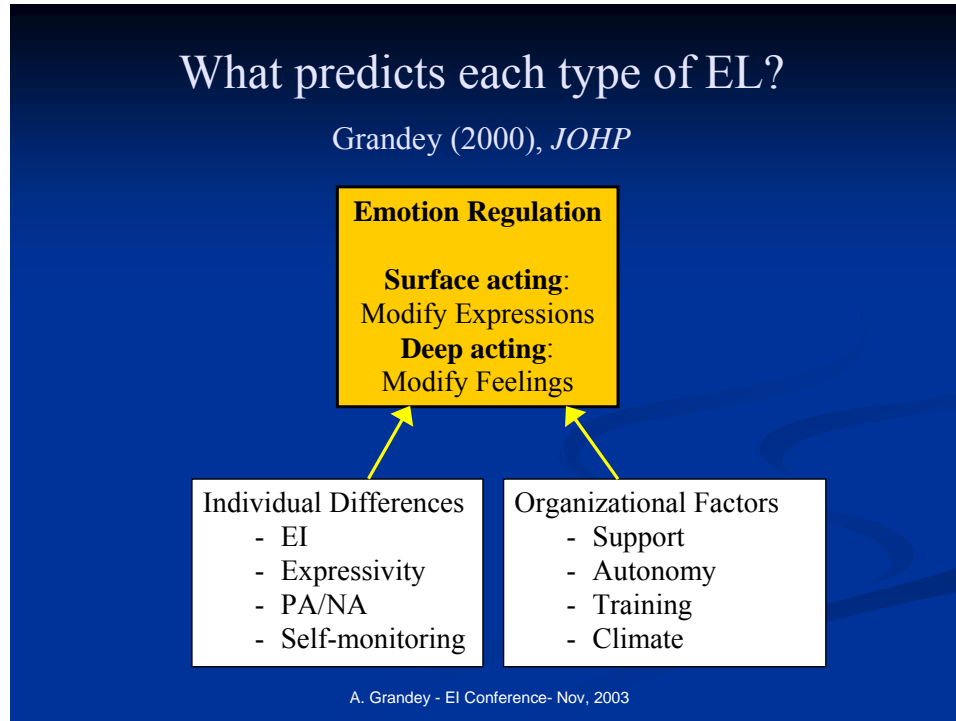 What predicts each type of EL?
Grandey (2000), JOHP
Emotion Regulation
Surface acting:
Modify Expressions
Deep acting:
Modify Feelings
Individual Differences
- EI
- Expressivity
- PA/NA
- Self-monitoring
Organizational Factors
- Support
- Autonomy
- Training
- Climate
A. Grandey - EI Conference- Nov, 2003